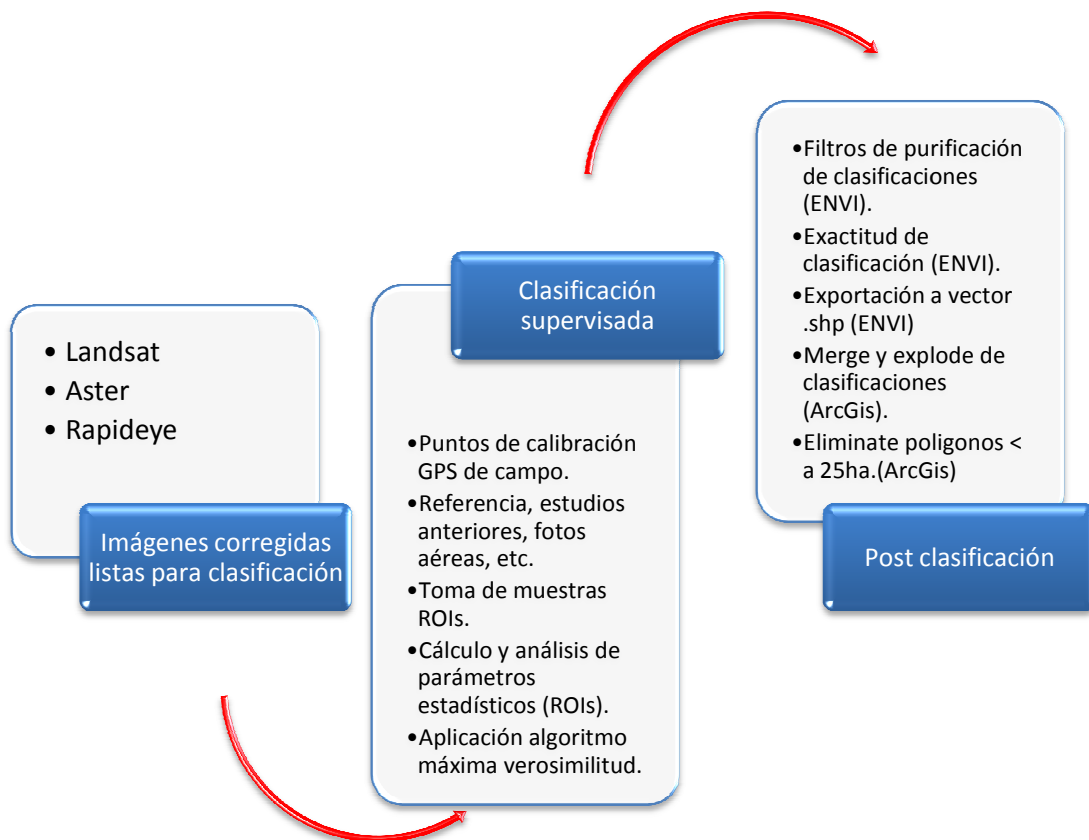 • Landsat
• Aster
• Rapideye
Imágenes corregidas
listas para clasificación
Clasificación
supervisada
•Puntos de calibración
GPS de campo.
•Referencia, estudios
anteriores, fotos
aéreas, etc.
•Toma de muestras
ROIs.
•Cálculo y análisis de
parámetros
estadísticos (ROIs).
•Aplicación algoritmo
máxima verosimilitud.
•Filtros de purificación
de clasificaciones
(ENVI).
•Exactitud de
clasificación (ENVI).
•Exportación a vector
.shp (ENVI)
•Merge y explode de
clasificaciones
(ArcGis).
•Eliminate poligonos <
a 25ha.(ArcGis)
Post clasificación